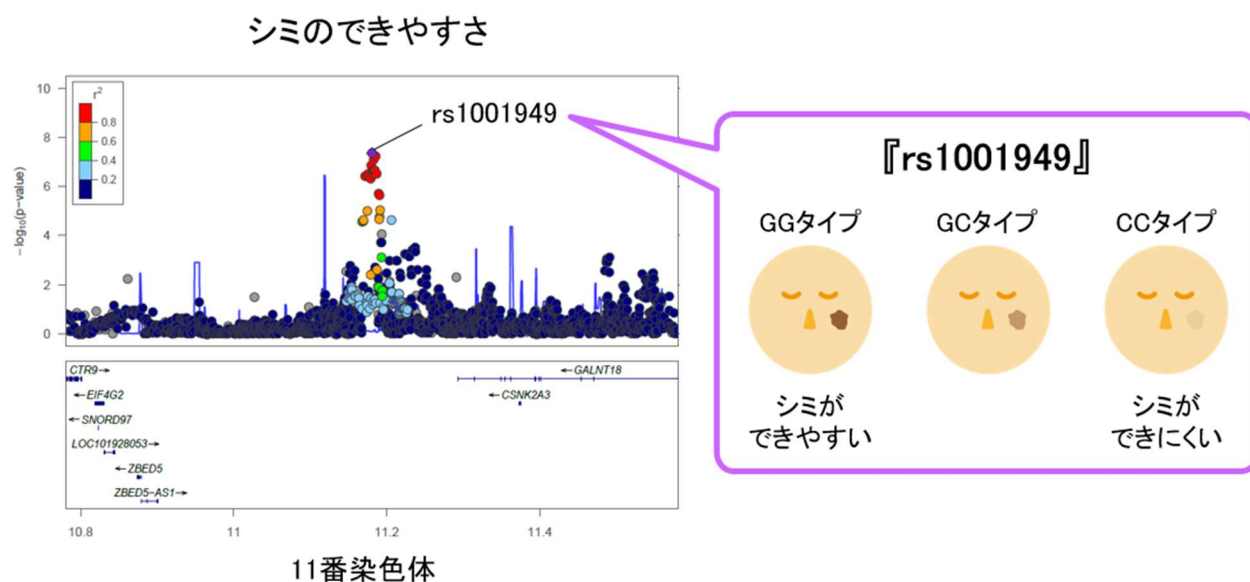 シミのできやすさ
10
8
6
4
2
0
−log10(p−value)
r2
0.8
0.6
0.4
0.2
rs1001949
CTR9→
←EIF4G2
←SNORD97
LOC101928053→
←ZBED5
ZBED5−AS1→
←GALNT18
←CSNK2A3
10.8
11
11.2
11.4
11番染色体
『rs1001949』
GGタイプ
GCタイプ
CCタイプ
シミが
できやすい
シミが
できにくい